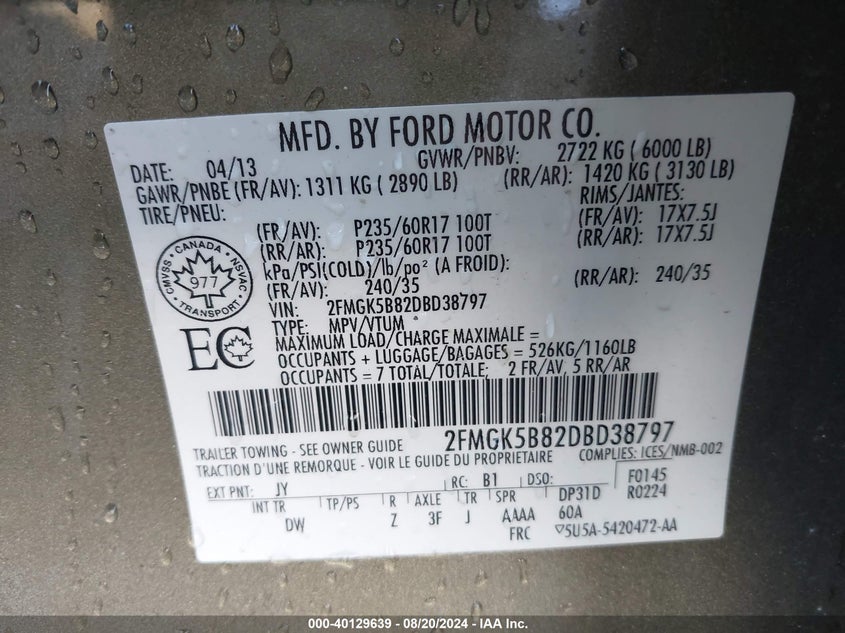 MFD. BY FORD MOTOR CO.
DATE: 04/13 GVWR/PNBV: 2722 KG ( 6000 LB)
GAWR/PNBE (FR/AV): 1311 KG ( 2890 LB) (RR/AR): 1420 KG ( 3130 LB)
TIRE/PNEU: RIMS/JANTES:
(FR/AV): P235/60R17 100T (FR/AV): 17X7.5J
(RR/AR): P235/60R17 100T (RR/AR): 17X7.5J
kPa/PSI(COLD)/lb/po² (A FROID):
(FR/AV): 240/35 (RR/AR): 240/35
CMVSS • CANADA • NSVAC
977
TRANSPORT
VIN: 2FMGK5B82DBD38797
TYPE: MPV/VTUM
EC
MAXIMUM LOAD/CHARGE MAXIMALE =
OCCUPANTS + LUGGAGE/BAGAGES = 526KG/1160LB
OCCUPANTS = 7 TOTAL/TOTALE; 2 FR/AV, 5 RR/AR
2FMGK5B82DBD38797
TRAILER TOWING - SEE OWNER GUIDE
TRACTION D'UNE REMORQUE - VOIR LE GUIDE DU PROPRIETAIRE
COMPLIES: ICES/NMB-002
EXT PNT: JY RC: B1 DSO: F0145
INT TR TP/PS R AXLE TR SPR DP31D R0224
DW Z 3F J AAAA 60A
FRC ▽5U5A-5420472-AA
000-40129639 - 08/20/2024 - IAA Inc.